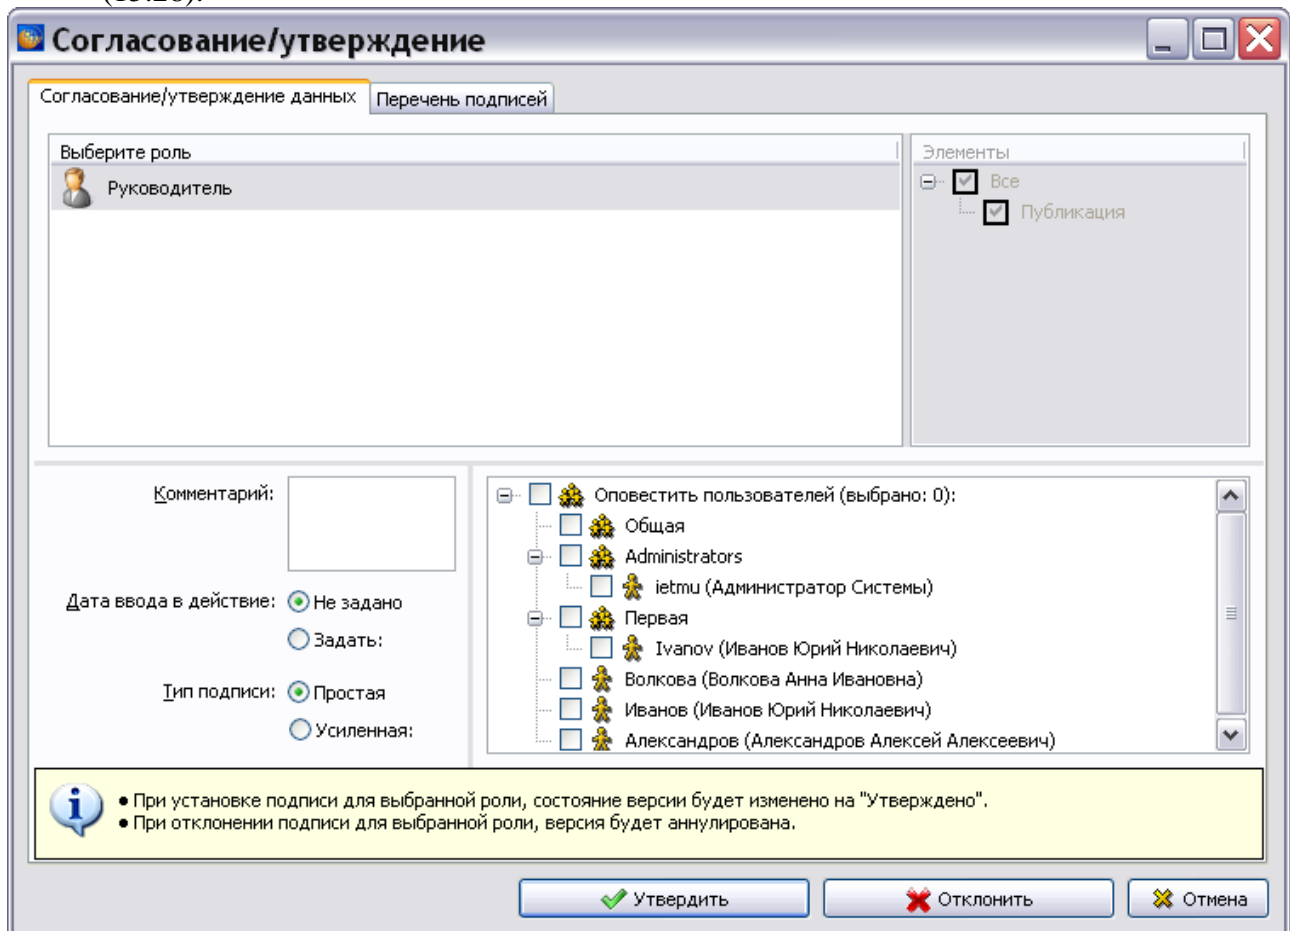 Согласование/утверждение
Согласование/утверждение данных
Перечень подписей
Выберите роль
Элементы
Руководитель
Все
Публикация
Комментарий:
Дата ввода в действие:
Не задано
Задать:
Тип подписи:
Простая
Усиленная:
Оповестить пользователей (выбрано: 0):
Общая
Administrators
ietmu (Администратор Системы)
Первая
Ivanov (Иванов Юрий Николаевич)
Волкова (Волкова Анна Ивановна)
Иванов (Иванов Юрий Николаевич)
Александров (Александров Алексей Алексеевич)
• При установке подписи для выбранной роли, состояние версии будет изменено на "Утверждено".
• При отклонении подписи для выбранной роли, версия будет аннулирована.
Утвердить
Отклонить
Отмена